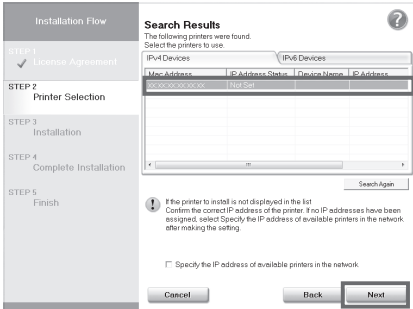 Installation Flow
STEP 1
License Agreement
STEP 2
Printer Selection
STEP 3
Installation
STEP 4
Complete Installation
STEP 5
Finish
Search Results
The following printers were found.
Select the printers to use.
IPv4 Devices
IPv6 Devices
Mac Address IP Address Status Device Name IP Address
XX:XX:XX:XX:XX:XX Not Set
Search Again
If the printer to install is not displayed in the list
Confirm the correct IP address of the printer. If no IP addresses have been
assigned, select Specify the IP address of available printers in the network
after making the setting.
Specify the IP address of available printers in the network
Cancel Back Next